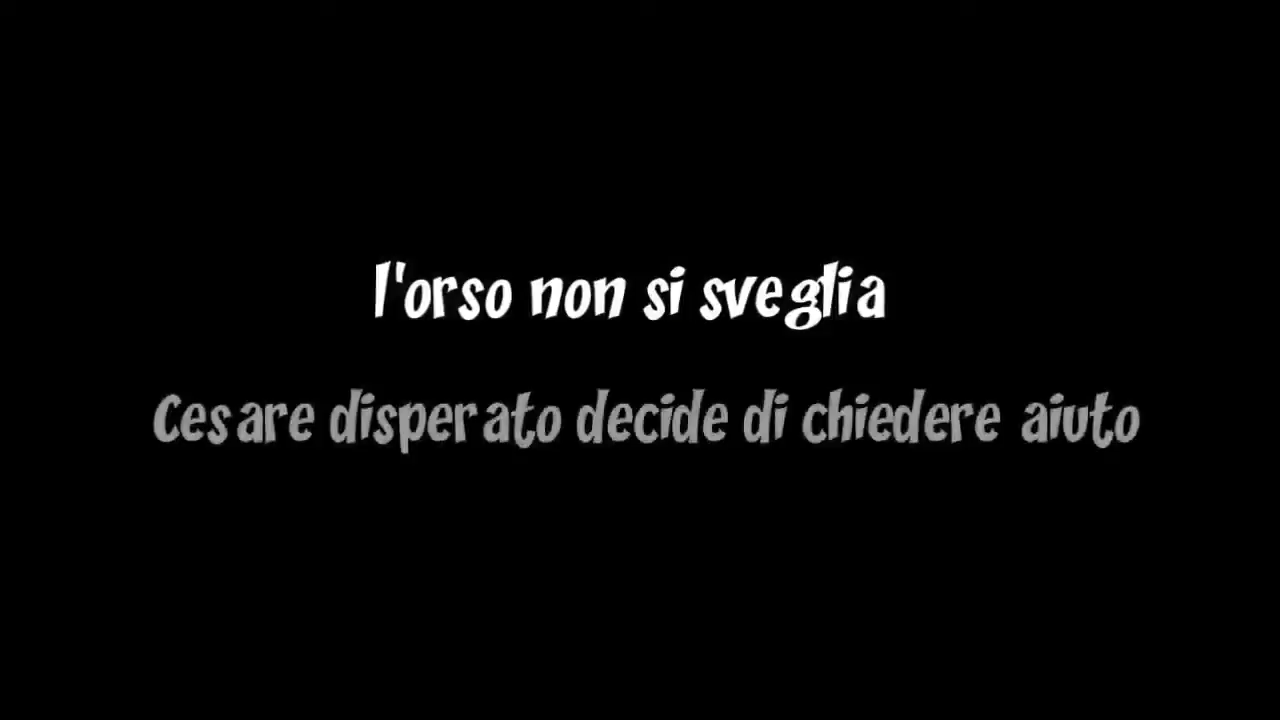 l'orso non si sveglia
Cesare disperato decide di chiedere aiuto